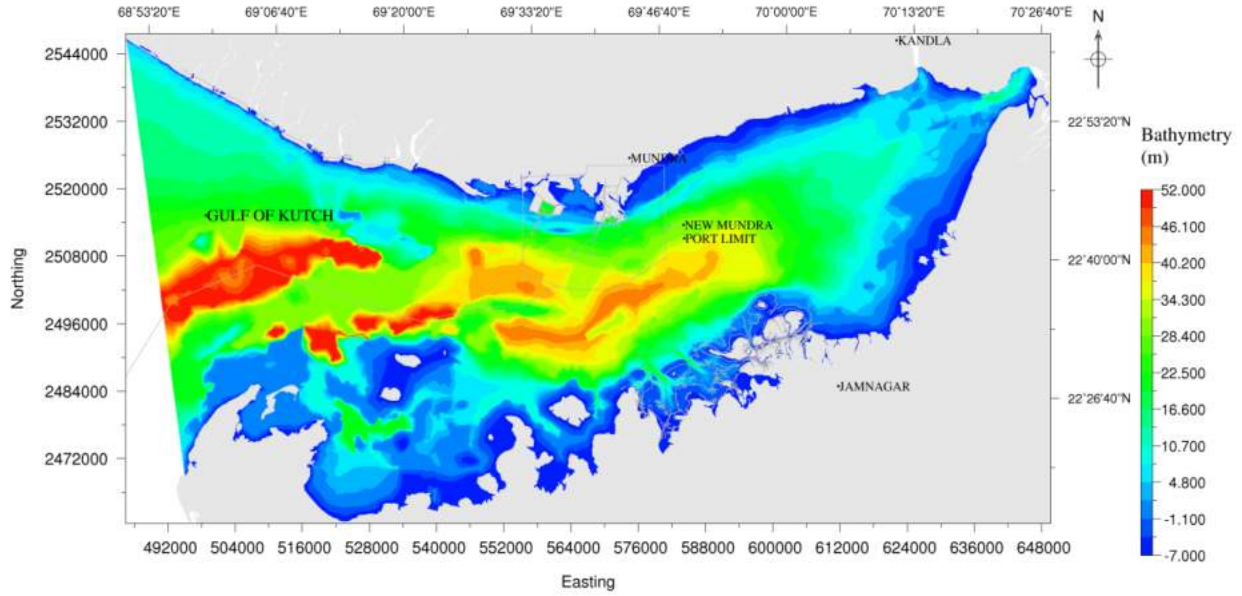 68˚53'20"E 69˚06'40"E 69˚20'00"E 69˚33'20"E 69˚46'40"E 70˚00'00"E 70˚13'20"E 70˚26'40"E
N
KANDLA
2544000
2532000
22˚53'20"N
Bathymetry
(m)
MUNDRA
2520000
52.000
GULF OF KUTCH
NEW MUNDRA
46.100
PORT LIMIT
2508000
22˚40'00"N
40.200
Northing
34.300
2496000
28.400
22.500
2484000
JAMNAGAR
22˚26'40"N
16.600
10.700
2472000
4.800
-1.100
-7.000
492000 504000 516000 528000 540000 552000 564000 576000 588000 600000 612000 624000 636000 648000
Easting